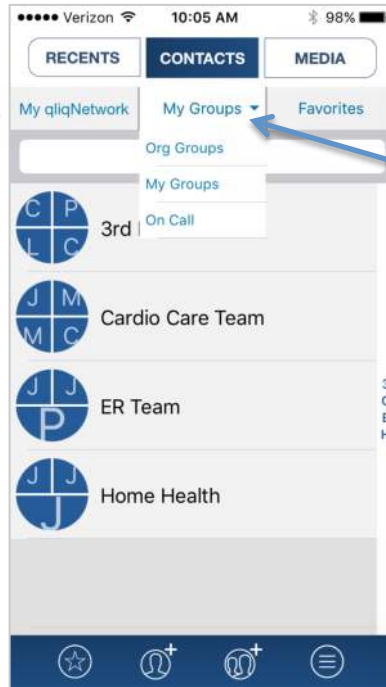 Verizon 10:05 AM 98%
RECENTS CONTACTS MEDIA
My qliqNetwork My Groups Favorites
Org Groups
My Groups
On Call
C P L C 3rd
J M M C Cardio Care Team
J J P ER Team
J J J Home Health
3
C
E
H